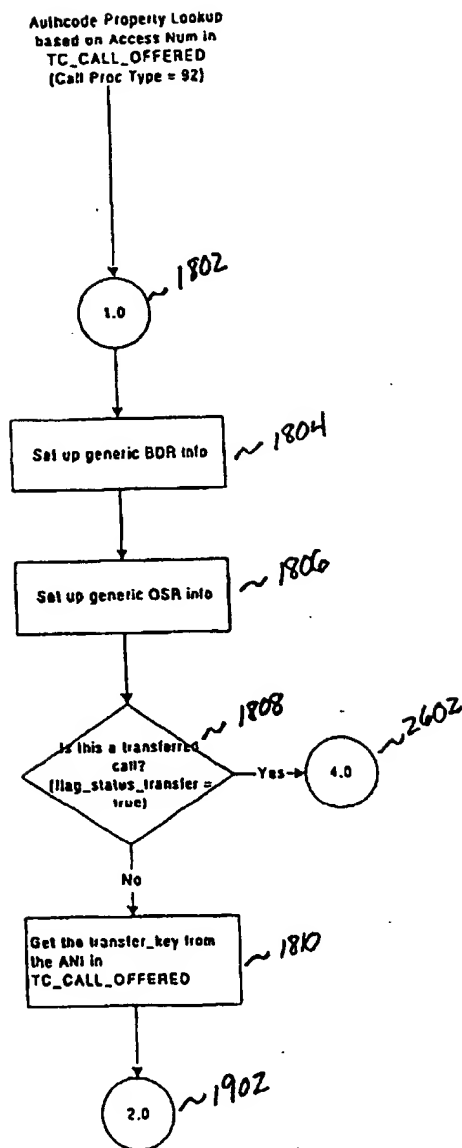 Authcode Property Lookup
based on Access Num in
TC_CALL_OFFERED
(Call Proc Type = 92)
1.0
1802
Set up generic BDR info
1804
Set up generic OSR info
1806
Is this a transferred
call?
(flag_status_transfer =
true)
1808
Yes
4.0
2602
No
Get the transfer_key from
the ANI in
TC_CALL_OFFERED
1810
2.0
1902